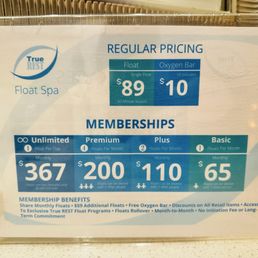 True
REST
Float Spa
REGULAR PRICING
Float
Oxygen Bar
$89
$10
MEMBERSHIPS
Unlimited
Premium
Plus
Basic
$367
$200
$110
$65
MEMBERSHIP BENEFITS
Share Monthly Floats • $59 Additional Floats • Free Oxygen Bar • Discounts on All Retail Items • Access
To Exclusive True REST Float Programs • Floats Rollover • Month-to-Month • No Initiation Fee or Long-
Term Commitment